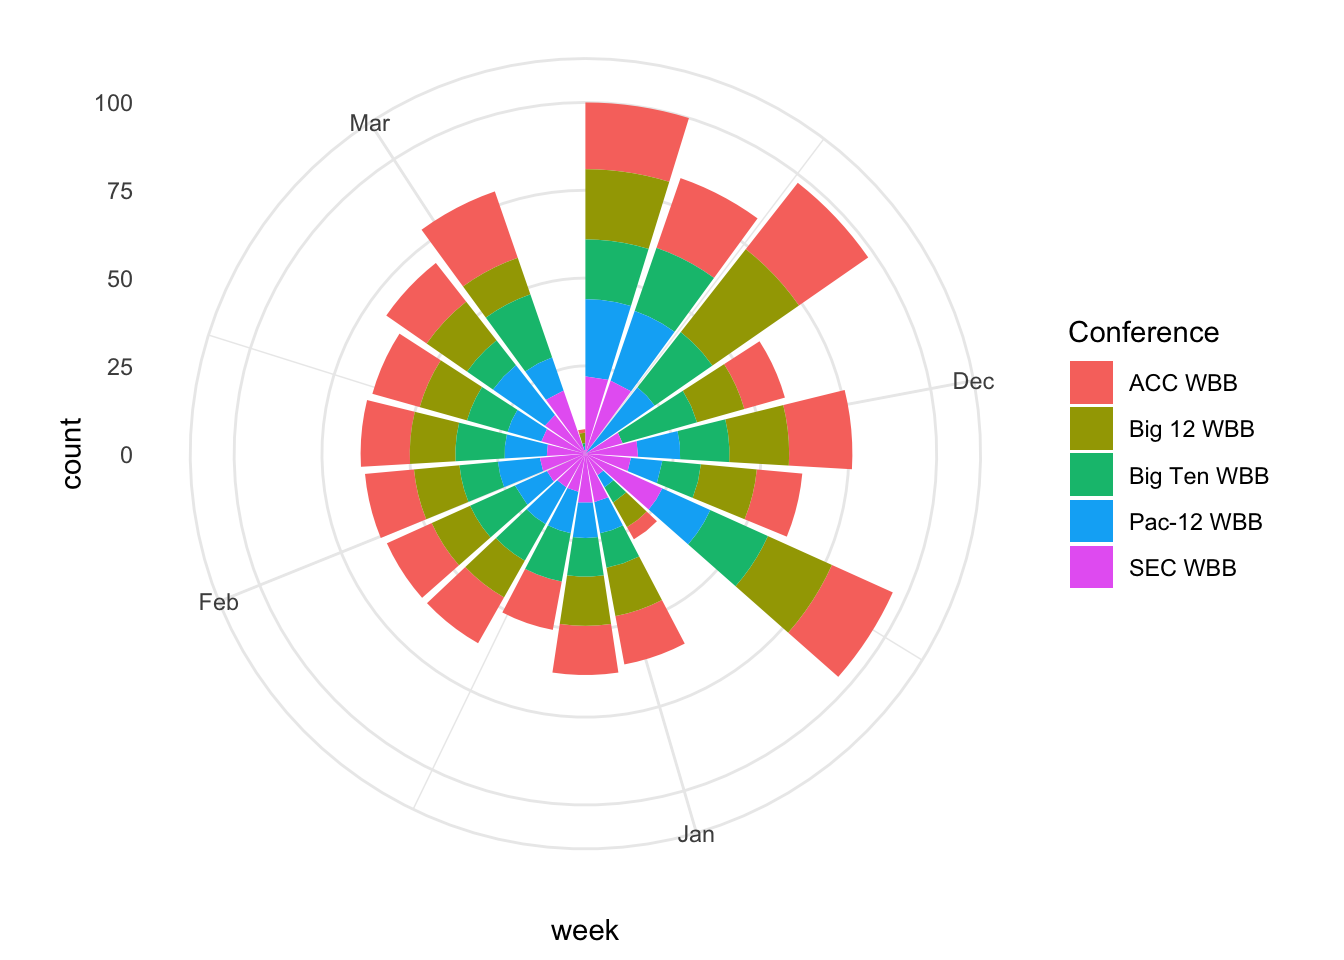 100
75
50
25
0
count
Mar
Dec
Feb
Jan
week
Conference
ACC WBB
Big 12 WBB
Big Ten WBB
Pac-12 WBB
SEC WBB